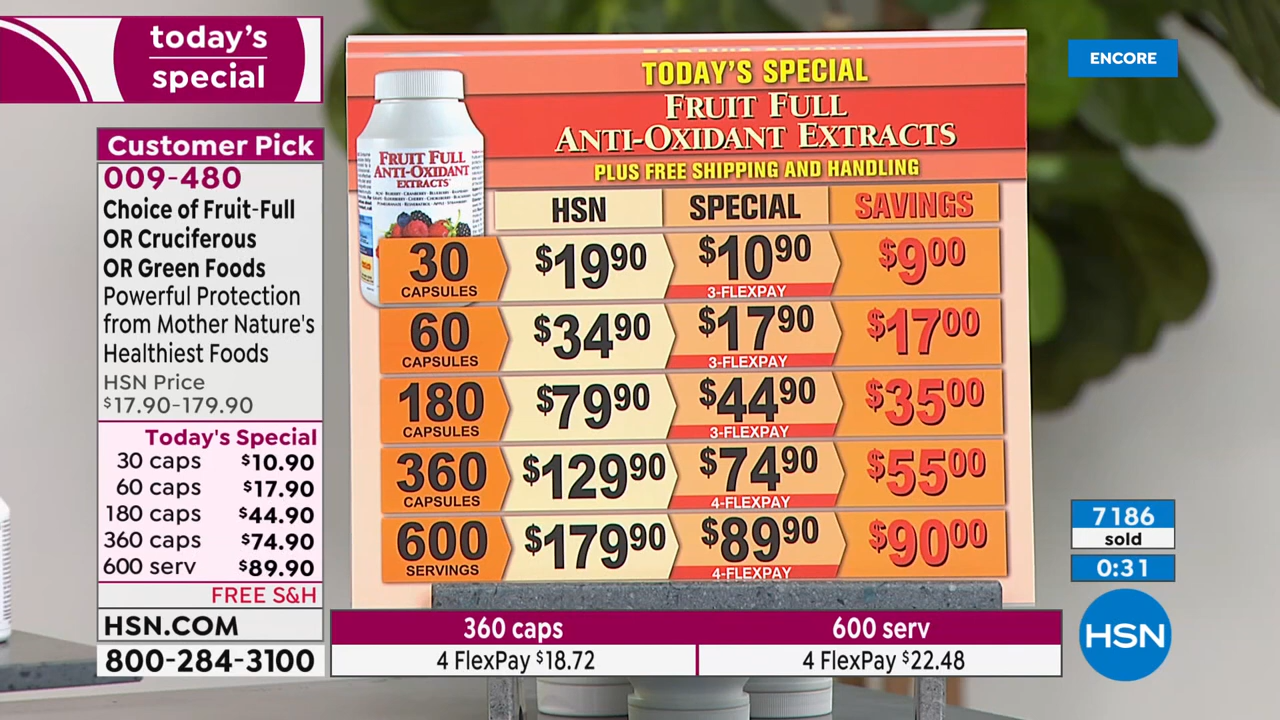 today's
special
ENCORE
Customer Pick
009-480
Choice of Fruit-Full
OR Cruciferous
OR Green Foods
Powerful Protection
from Mother Nature's
Healthiest Foods
HSN Price
$17.90-179.90
Today's Special
30 caps $10.90
60 caps $17.90
180 caps $44.90
360 caps $74.90
600 serv $89.90
FREE S&H
HSN.COM
800-284-3100
TODAY'S SPECIAL
TODAY'S SPECIAL
FRUIT FULL
ANTI-OXIDANT EXTRACTS
PLUS FREE SHIPPING AND HANDLING
FRUIT FULL
ANTI-OXIDANT
EXTRACTS
HSN SPECIAL SAVINGS
30 CAPSULES $19.90 $10.90 3-FLEXPAY $9.00
60 CAPSULES $34.90 $17.90 3-FLEXPAY $17.00
180 CAPSULES $79.90 $44.90 3-FLEXPAY $35.00
360 CAPSULES $129.90 $74.90 4-FLEXPAY $55.00
600 SERVINGS $179.90 $89.90 4-FLEXPAY $90.00
360 caps 600 serv
4 FlexPay $18.72 4 FlexPay $22.48
7186
sold
0:31
HSN